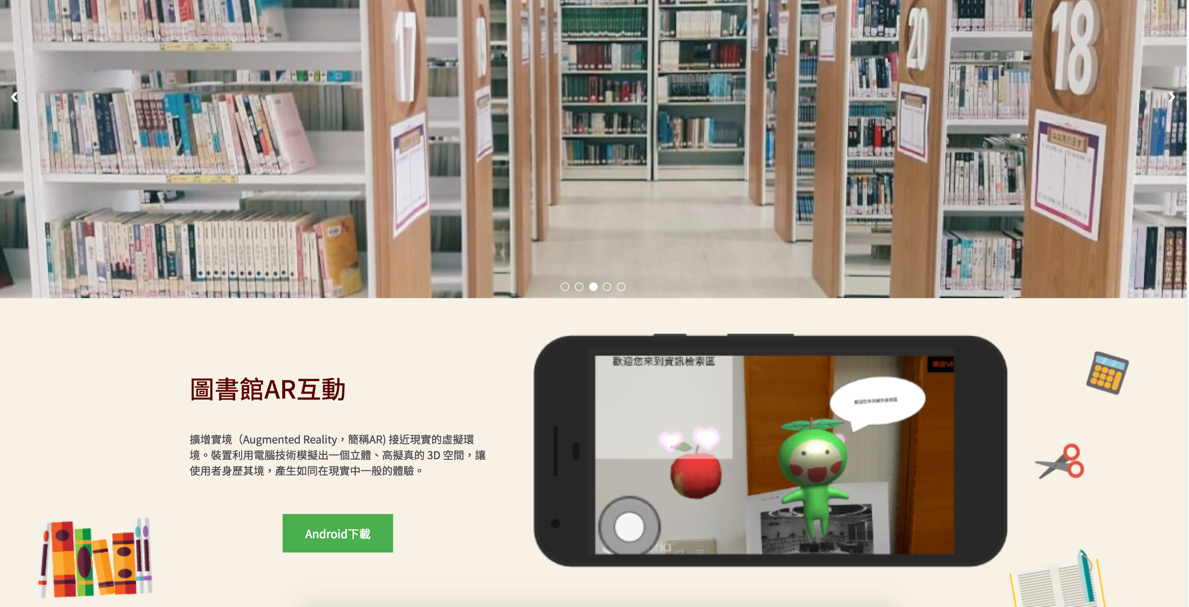 17
19
20
18
圖書館AR互動
擴增實境（Augmented Reality，簡稱AR) 接近現實的虛擬環
境。裝置利用電腦技術模擬出一個立體、高擬真的 3D 空間，讓
使用者身歷其境，產生如同在現實中一般的體驗。
Android下載
歡迎您來到資訊檢索區